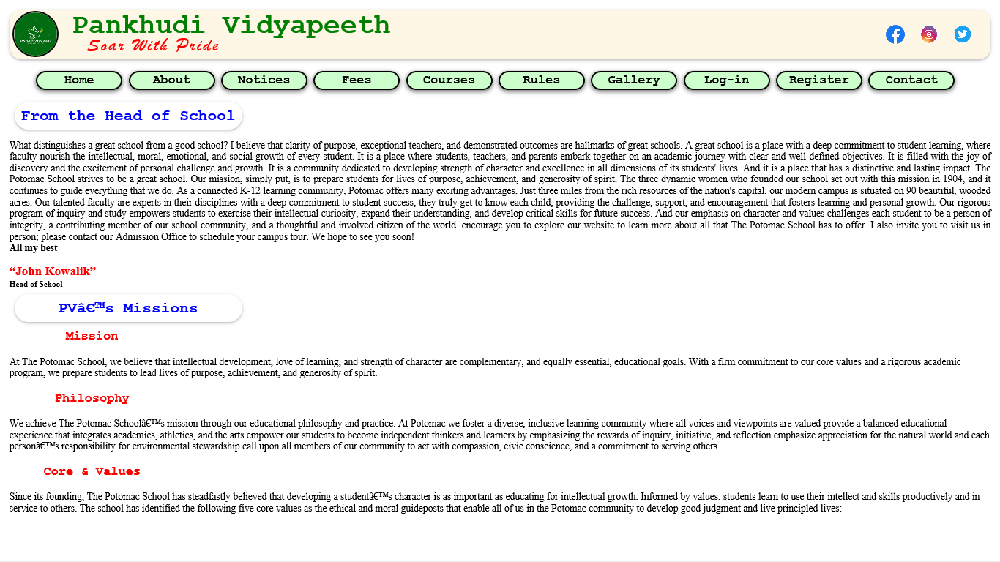 Pankhudi Vidyapeeth
Soar With Pride
Home About Notices Fees Courses Rules Gallery Log-in Register Contact
From the Head of School
What distinguishes a great school from a good school? I believe that clarity of purpose, exceptional teachers, and demonstrated outcomes are hallmarks of great schools. A great school is a place with a deep commitment to student learning, where
faculty nourish the intellectual, moral, emotional, and social growth of every student. It is a place where students, teachers, and parents embark together on an academic journey with clear and well-defined objectives. It is filled with the joy of
discovery and the excitement of personal challenge and growth. It is a community dedicated to developing strength of character and excellence in all dimensions of its students' lives. And it is a place that has a distinctive and lasting impact. The
Potomac School strives to be a great school. Our mission, simply put, is to prepare students for lives of purpose, achievement, and generosity of spirit. The three dynamic women who founded our school set out with this mission in 1904, and it
continues to guide everything that we do. As a connected K-12 learning community, Potomac offers many exciting advantages. Just three miles from the rich resources of the nation's capital, our modern campus is situated on 90 beautiful, wooded
acres. Our talented faculty are experts in their disciplines with a deep commitment to student success; they truly get to know each child, providing the challenge, support, and encouragement that fosters learning and personal growth. Our rigorous
program of inquiry and study empowers students to exercise their intellectual curiosity, expand their understanding, and develop critical skills for future success. And our emphasis on character and values challenges each student to be a person of
integrity, a contributing member of our school community, and a thoughtful and involved citizen of the world. encourage you to explore our website to learn more about all that The Potomac School has to offer. I also invite you to visit us in
person; please contact our Admission Office to schedule your campus tour. We hope to see you soon!
All my best
“John Kowalik”
Head of School
PVâ€™s Missions
Mission
At The Potomac School, we believe that intellectual development, love of learning, and strength of character are complementary, and equally essential, educational goals. With a firm commitment to our core values and a rigorous academic
program, we prepare students to lead lives of purpose, achievement, and generosity of spirit.
Philosophy
We achieve The Potomac Schoolâ€™s mission through our educational philosophy and practice. At Potomac we foster a diverse, inclusive learning community where all voices and viewpoints are valued provide a balanced educational
experience that integrates academics, athletics, and the arts empower our students to become independent thinkers and learners by emphasizing the rewards of inquiry, initiative, and reflection emphasize appreciation for the natural world and each
personâ€™s responsibility for environmental stewardship call upon all members of our community to act with compassion, civic conscience, and a commitment to serving others
Core & Values
Since its founding, The Potomac School has steadfastly believed that developing a studentâ€™s character is as important as educating for intellectual growth. Informed by values, students learn to use their intellect and skills productively and in
service to others. The school has identified the following five core values as the ethical and moral guideposts that enable all of us in the Potomac community to develop good judgment and live principled lives: